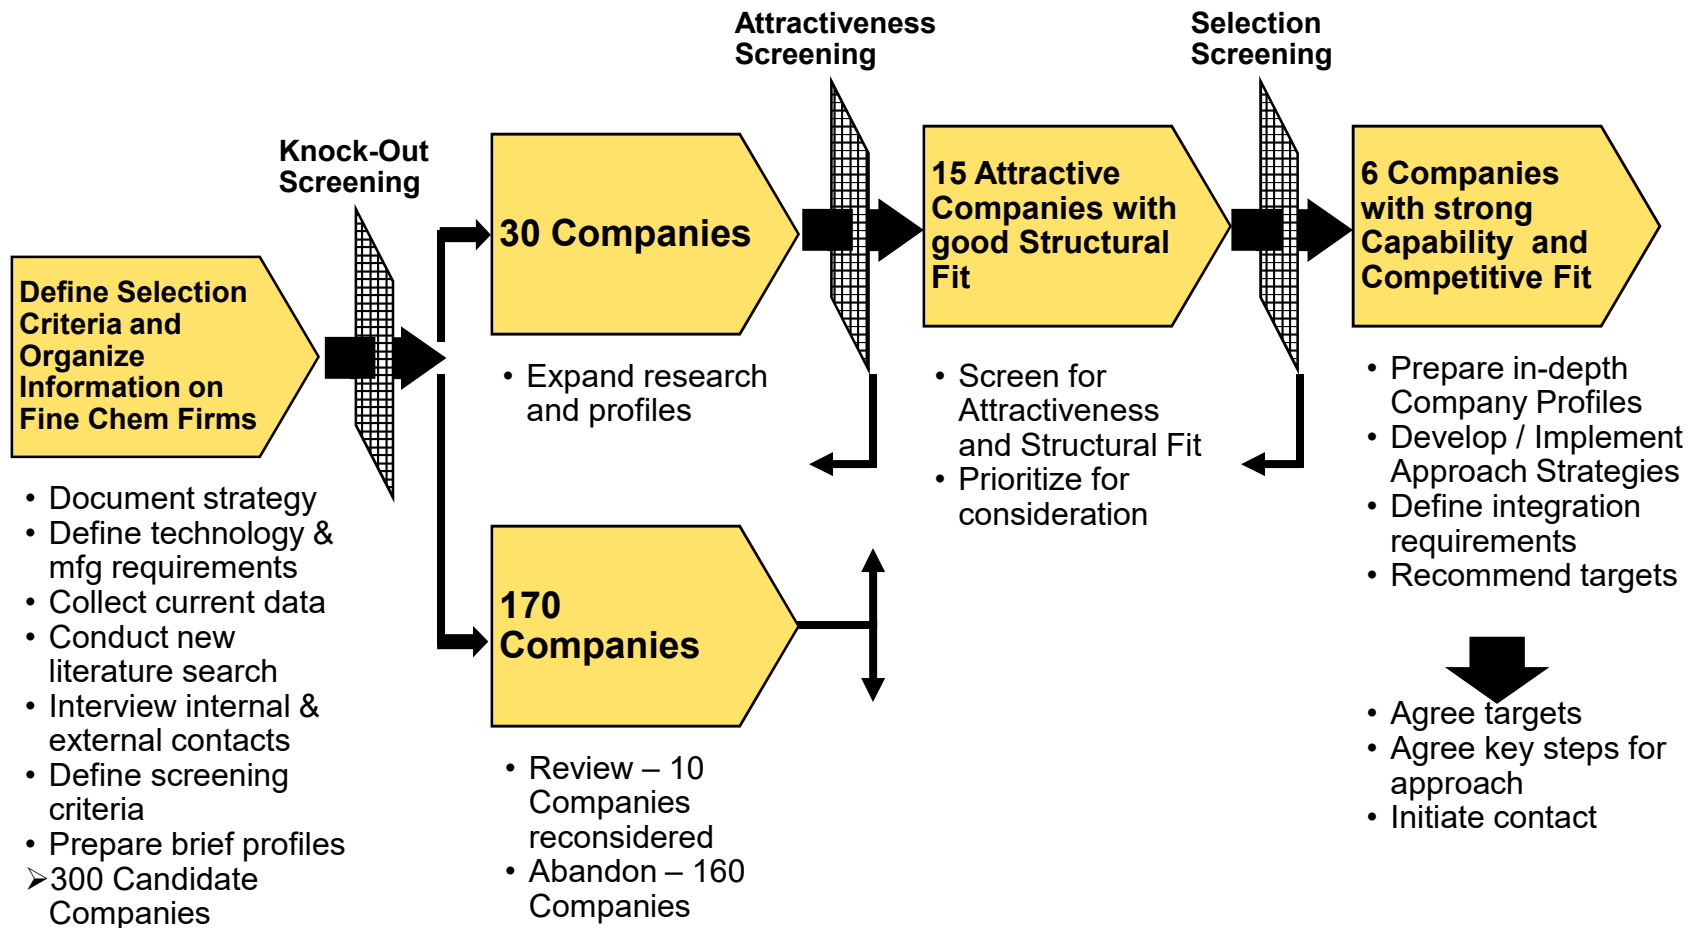 Attractiveness
Screening
Selection
Screening
Knock-Out
Screening
Define Selection
Criteria and
Organize
Information on
Fine Chem Firms
• Document strategy
• Define technology &
mfg requirements
• Collect current data
• Conduct new
literature search
• Interview internal &
external contacts
• Define screening
criteria
• Prepare brief profiles
➢300 Candidate
Companies
30 Companies
• Expand research
and profiles
170
Companies
• Review – 10
Companies
reconsidered
• Abandon – 160
Companies
15 Attractive
Companies with
good Structural
Fit
• Screen for
Attractiveness
and Structural Fit
• Prioritize for
consideration
6 Companies
with strong
Capability and
Competitive Fit
• Prepare in-depth
Company Profiles
• Develop / Implement
Approach Strategies
• Define integration
requirements
• Recommend targets
• Agree targets
• Agree key steps for
approach
• Initiate contact